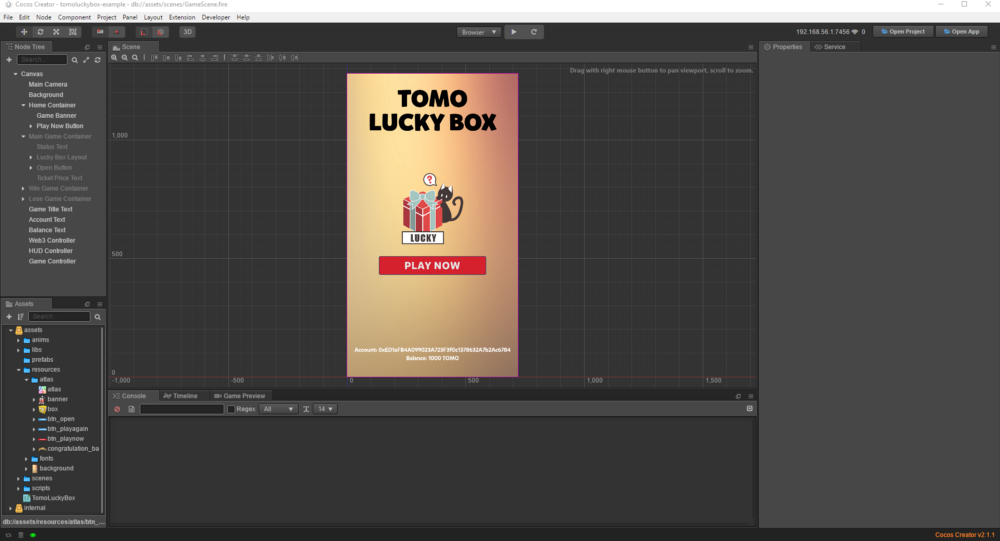 Cocos Creator - tomoluckybox-example - db://assets/scenes/GameScene.fire
File Edit Node Component Project Panel Layout Extension Developer Help
3D
Browser
192.168.56.1:7456 0
Open Project
Open App
Node Tree
Search...
Canvas
Main Camera
Background
Home Container
Game Banner
Play Now Button
Main Game Container
Status Text
Lucky Box Layout
Open Button
Ticket Price Text
Win Game Container
Lose Game Container
Game Title Text
Account Text
Balance Text
Web3 Controller
HUD Controller
Game Controller
Assets
Search...
assets
anims
libs
prefabs
resources
atlas
atlas
banner
box
btn_open
btn_playagain
btn_playnow
congratulation_ba
fonts
background
scenes
scripts
TomoLuckyBox
internal
db://assets/resources/atlas/btn_...
Scene
Drag with right mouse button to pan viewport, scroll to zoom.
1,000
500
0
-1,000
-500
0
500
1,000
1,500
TOMO
LUCKY BOX
?
LUCKY
PLAY NOW
Balance: 1000 TOMO
Console
Timeline
Game Preview
Regex
All
14
Properties
Service
Cocos Creator v2.1.1